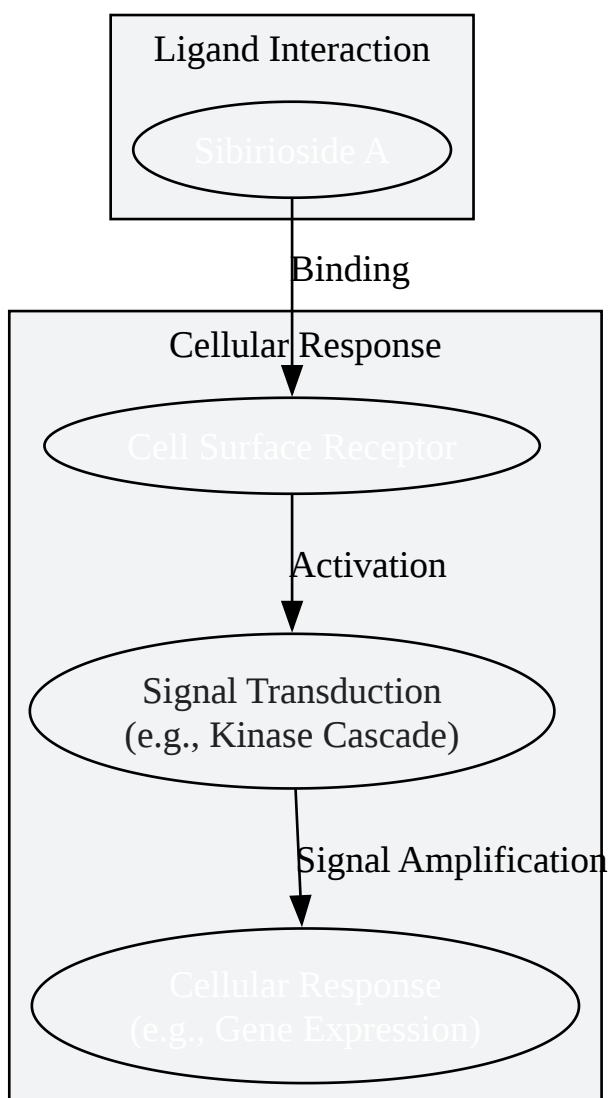 Ligand Interaction
Sibirioside A
Binding
Cellular Response
Cell Surface Receptor
Activation
Signal Transduction
(e.g., Kinase Cascade)
Signal Amplification
Cellular Response
(e.g., Gene Expression)